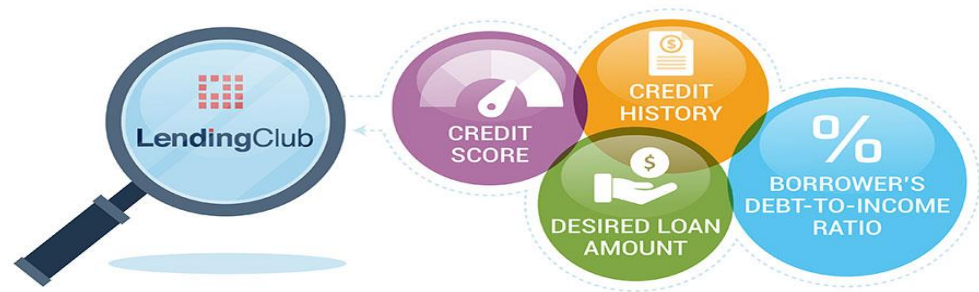 LendingClub
CREDIT
SCORE
$
CREDIT
HISTORY
$
DESIRED LOAN
AMOUNT
%
BORROWER'S
DEBT-TO-INCOME
RATIO